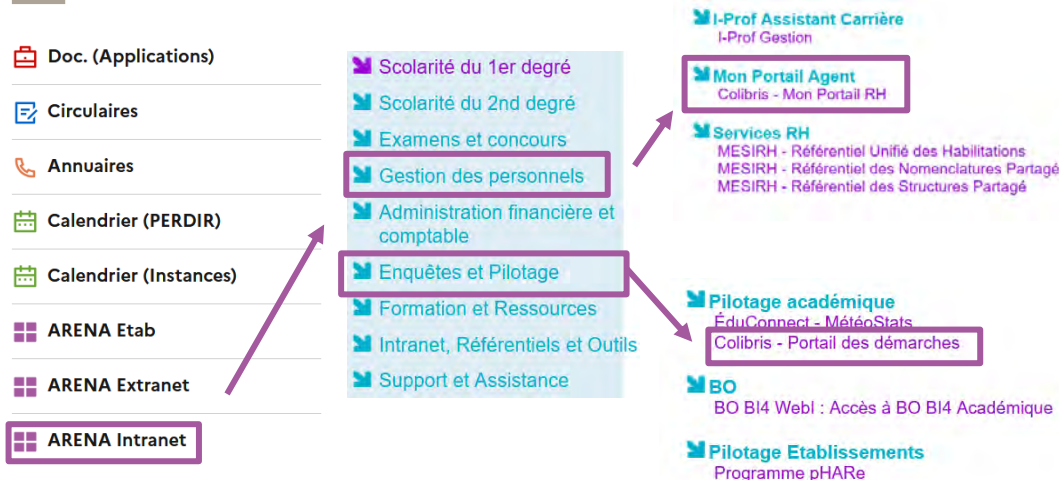 Doc. (Applications)
Circulaires
Annuaires
Calendrier (PERDIR)
Calendrier (Instances)
ARENA Etab
ARENA Extranet
ARENA Intranet
Scolarité du 1er degré
Scolarité du 2nd degré
Examens et concours
Gestion des personnels
Administration financière et
comptable
Enquêtes et Pilotage
Formation et Ressources
Intranet, Référentiels et Outils
Support et Assistance
I-Prof Assistant Carrière
I-Prof Gestion
Mon Portail Agent
Colibris - Mon Portail RH
Services RH
MESIRH - Référentiel Unifié des Habilitations
MESIRH - Référentiel des Nomenclatures Partagé
MESIRH - Référentiel des Structures Partagé
Pilotage académique
ÉduConnect - MétéoStats
Colibris - Portail des démarches
BO
BO BI4 WebI : Accès à BO BI4 Académique
Pilotage Etablissements
Programme pHARe